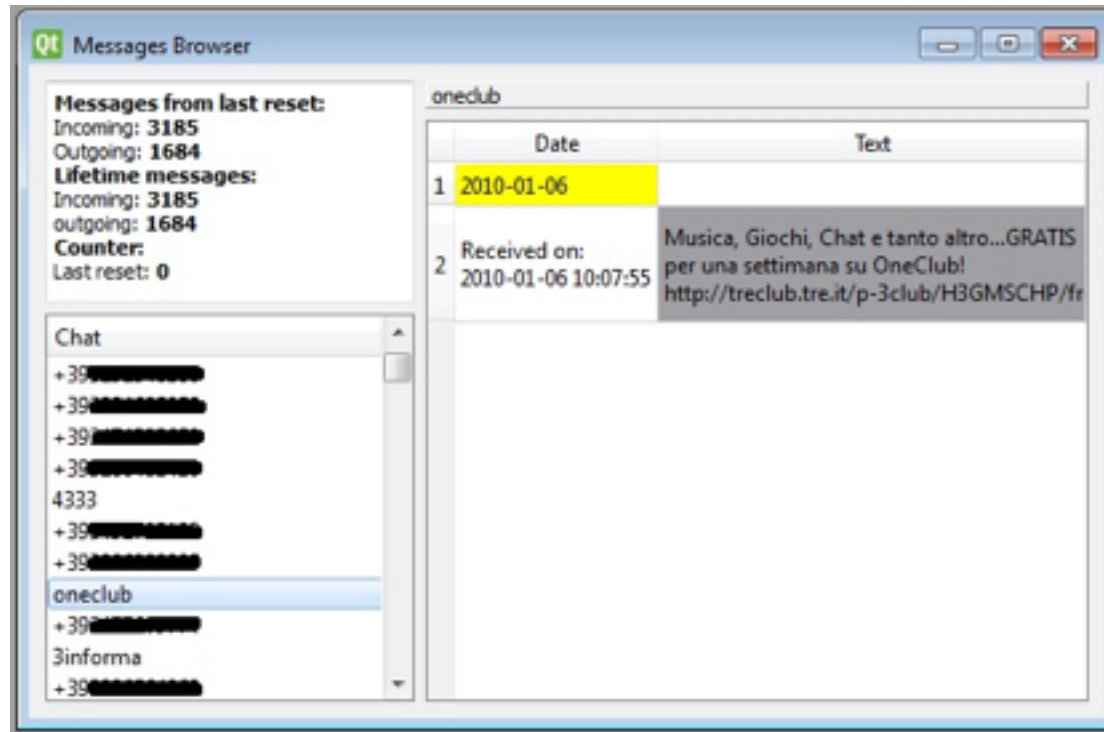 Qt Messages Browser
Messages from last reset:
Incoming: 3185
Outgoing: 1684
Lifetime messages:
Incoming: 3185
outgoing: 1684
Counter:
Last reset: 0
Chat
+39
+39
+39
+39
4333
+39
+39
oneclub
+39
3informa
+39
oneclub
Date Text
1 2010-01-06
2 Received on:
2010-01-06 10:07:55
Musica, Giochi, Chat e tanto altro...GRATIS
per una settimana su OneClub!
http://treclub.tre.it/p-3club/H3GMSCHP/fr